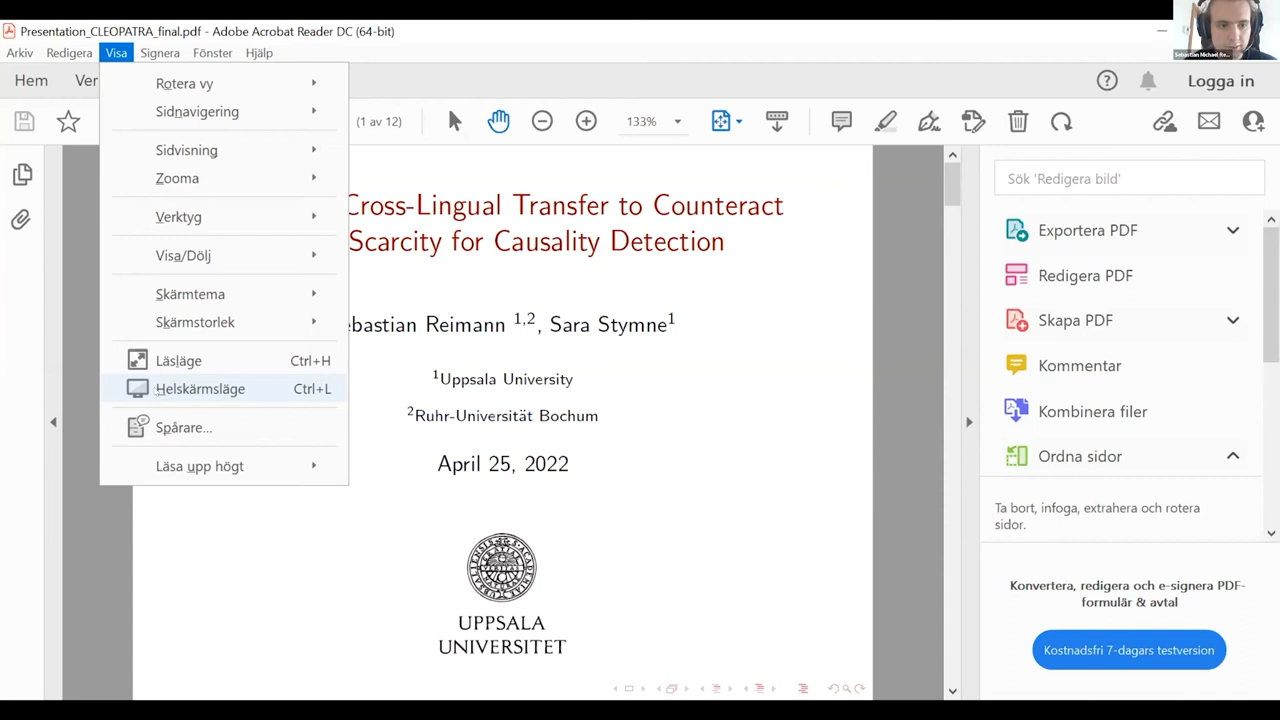 Presentation_CLEOPATRA_final.pdf - Adobe Acrobat Reader DC (64-bit)
Sebastian Michael Re...
Arkiv Redigera Visa Signera Fönster Hjälp
Hem Ver
Logga in
(1 av 12)
133%
Rotera vy
Sidnavigering
Sidvisning
Zooma
Verktyg
Visa/Dölj
Skärmtema
Skärmstorlek
Läsläge Ctrl+H
Helskärmsläge Ctrl+L
Spårare...
Läsa upp högt
Cross-Lingual Transfer to Counteract
Scarcity for Causality Detection
ebastian Reimann 1,2, Sara Stymne1
1Uppsala University
2Ruhr-Universität Bochum
April 25, 2022
UPPSALA
UNIVERSITET
Sök 'Redigera bild'
Exportera PDF
Redigera PDF
Skapa PDF
Kommentar
Kombinera filer
Ordna sidor
Ta bort, infoga, extrahera och rotera
sidor.
Konvertera, redigera och e-signera PDF-
formulär & avtal
Kostnadsfri 7-dagars testversion